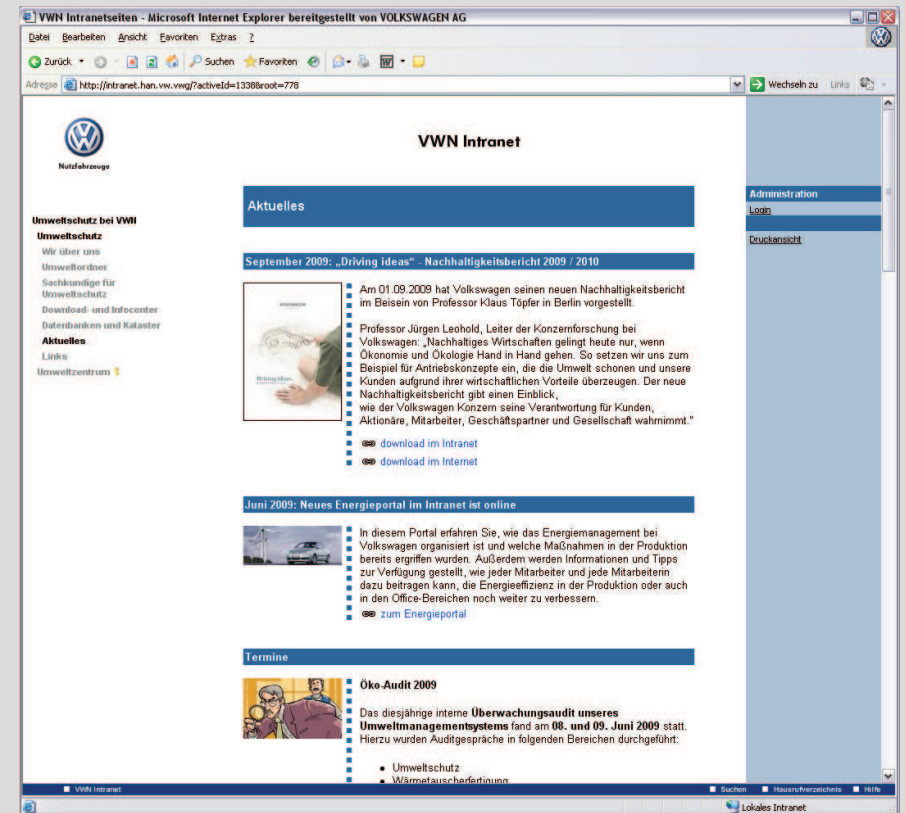 VWN Intranetseiten - Microsoft Internet Explorer bereitgestellt von VOLKSWAGEN AG
Datei Bearbeiten Ansicht Favoriten Extras ?
Zurück Suchen Favoriten
Adresse http://intranet.han.vw.vwg/?activeId=1338&root=778 Wechseln zu Links
Nutzfahrzeuge
VWN Intranet
Umweltschutz bei VWN
Umweltschutz
Wir über uns
Umweltordner
Sachkundige für
Umweltschutz
Download- und Infocenter
Datenbanken und Kataster
Aktuelles
Links
Umweltzentrum
Aktuelles
September 2009: „Driving ideas“ - Nachhaltigkeitsbericht 2009 / 2010
Driving ideas.
Am 01.09.2009 hat Volkswagen seinen neuen Nachhaltigkeitsbericht
im Beisein von Professor Klaus Töpfer in Berlin vorgestellt.
Professor Jürgen Leohold, Leiter der Konzernforschung bei
Volkswagen: „Nachhaltiges Wirtschaften gelingt heute nur, wenn
Ökonomie und Ökologie Hand in Hand gehen. So setzen wir uns zum
Beispiel für Antriebskonzepte ein, die die Umwelt schonen und unsere
Kunden aufgrund ihrer wirtschaftlichen Vorteile überzeugen. Der neue
Nachhaltigkeitsbericht gibt einen Einblick,
wie der Volkswagen Konzern seine Verantwortung für Kunden,
Aktionäre, Mitarbeiter, Geschäftspartner und Gesellschaft wahrnimmt."
download im Intranet
download im Internet
Juni 2009: Neues Energieportal im Intranet ist online
In diesem Portal erfahren Sie, wie das Energiemanagement bei
Volkswagen organisiert ist und welche Maßnahmen in der Produktion
bereits ergriffen wurden. Außerdem werden Informationen und Tipps
zur Verfügung gestellt, wie jeder Mitarbeiter und jede Mitarbeiterin
dazu beitragen kann, die Energieeffizienz in der Produktion oder auch
in den Office-Bereichen noch weiter zu verbessern.
zum Energieportal
Termine
Öko-Audit 2009
Das diesjährige interne Überwachungsaudit unseres
Umweltmanagementsystems fand am 08. und 09. Juni 2009 statt.
Hierzu wurden Auditgespräche in folgenden Bereichen durchgeführt:
Umweltschutz
Wärmetauscherfertigung
Administration
Login
Druckansicht
VWN Intranet Suchen Hausrufverzeichnis Hilfe
Lokales Intranet